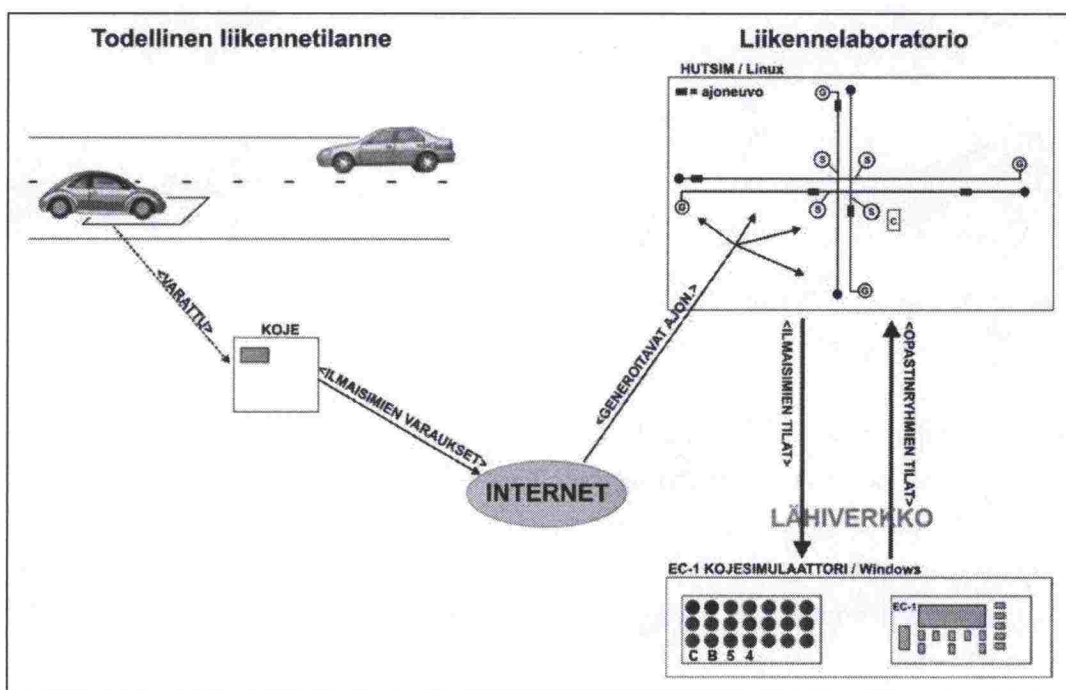 Todellinen liikennetilanne
<VARATTU>
KOJE
<ILMAISIMIEN VARAUKSET>
INTERNET
<GENEROITAVAT AJON.>
Liikennelaboratorio
HUTSIM / Linux
= ajoneuvo
G
G
S
S
S
S
G
C
G
<ILMAISIMIEN TILAT>
<OPASTINRYHMIEN TILAT>
LÄHIVERKKO
EC-1 KOJESIMULAATTORI / Windows
C B 5 4
EC-1